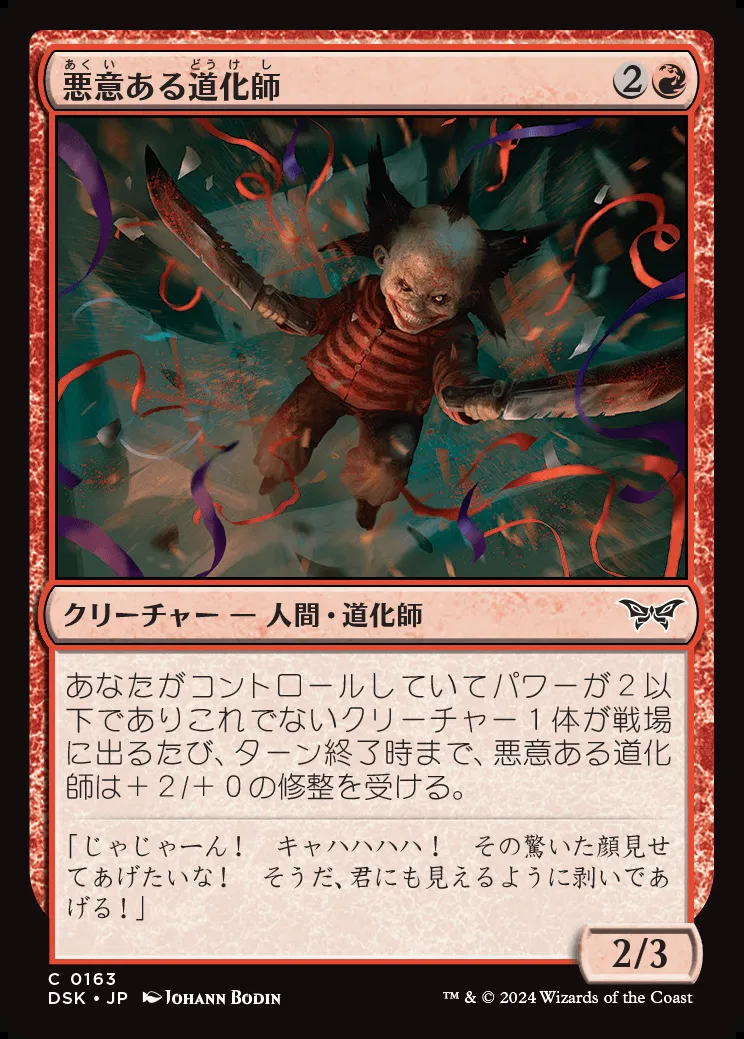 あくい どうけし
悪意ある道化師 2
クリーチャー — 人間・道化師
あなたがコントロールしていてパワーが２以
下でありこれでないクリーチャー１体が戦場
に出るたび、ターン終了時まで、悪意ある道化
師は＋２/＋０の修整を受ける。
「じゃじゃーん！　キャハハハハ！　その驚いた顔見せ
てあげたいな！　そうだ、君にも見えるように剥いであ
げる！」
2/3
C 0163
DSK • JP Johann Bodin
™ & © 2024 Wizards of the Coast